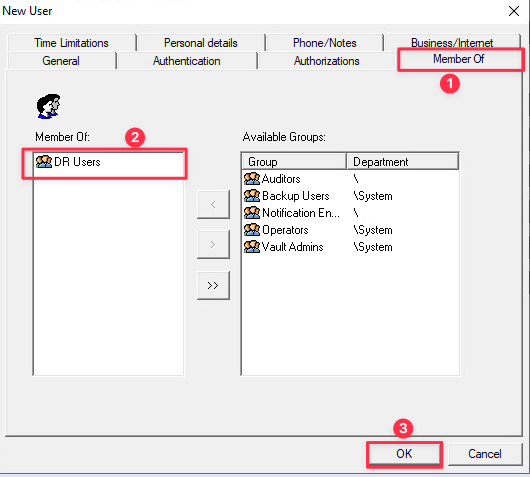 New User
Time Limitations Personal details Phone/Notes Business/Internet
General Authentication Authorizations Member Of
1
Member Of: 2 Available Groups:
DR Users
Group Department
Auditors \
Backup Users \System
Notification En... \
Operators \System
Vault Admins \System
<
>
>>
3
OK Cancel